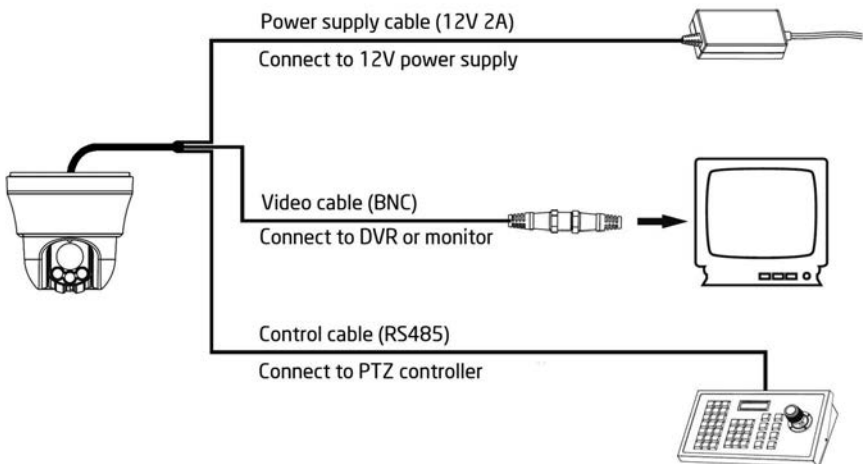 Power supply cable (12V 2A)
Connect to 12V power supply
Video cable (BNC)
Connect to DVR or monitor
Control cable (RS485)
Connect to PTZ controller